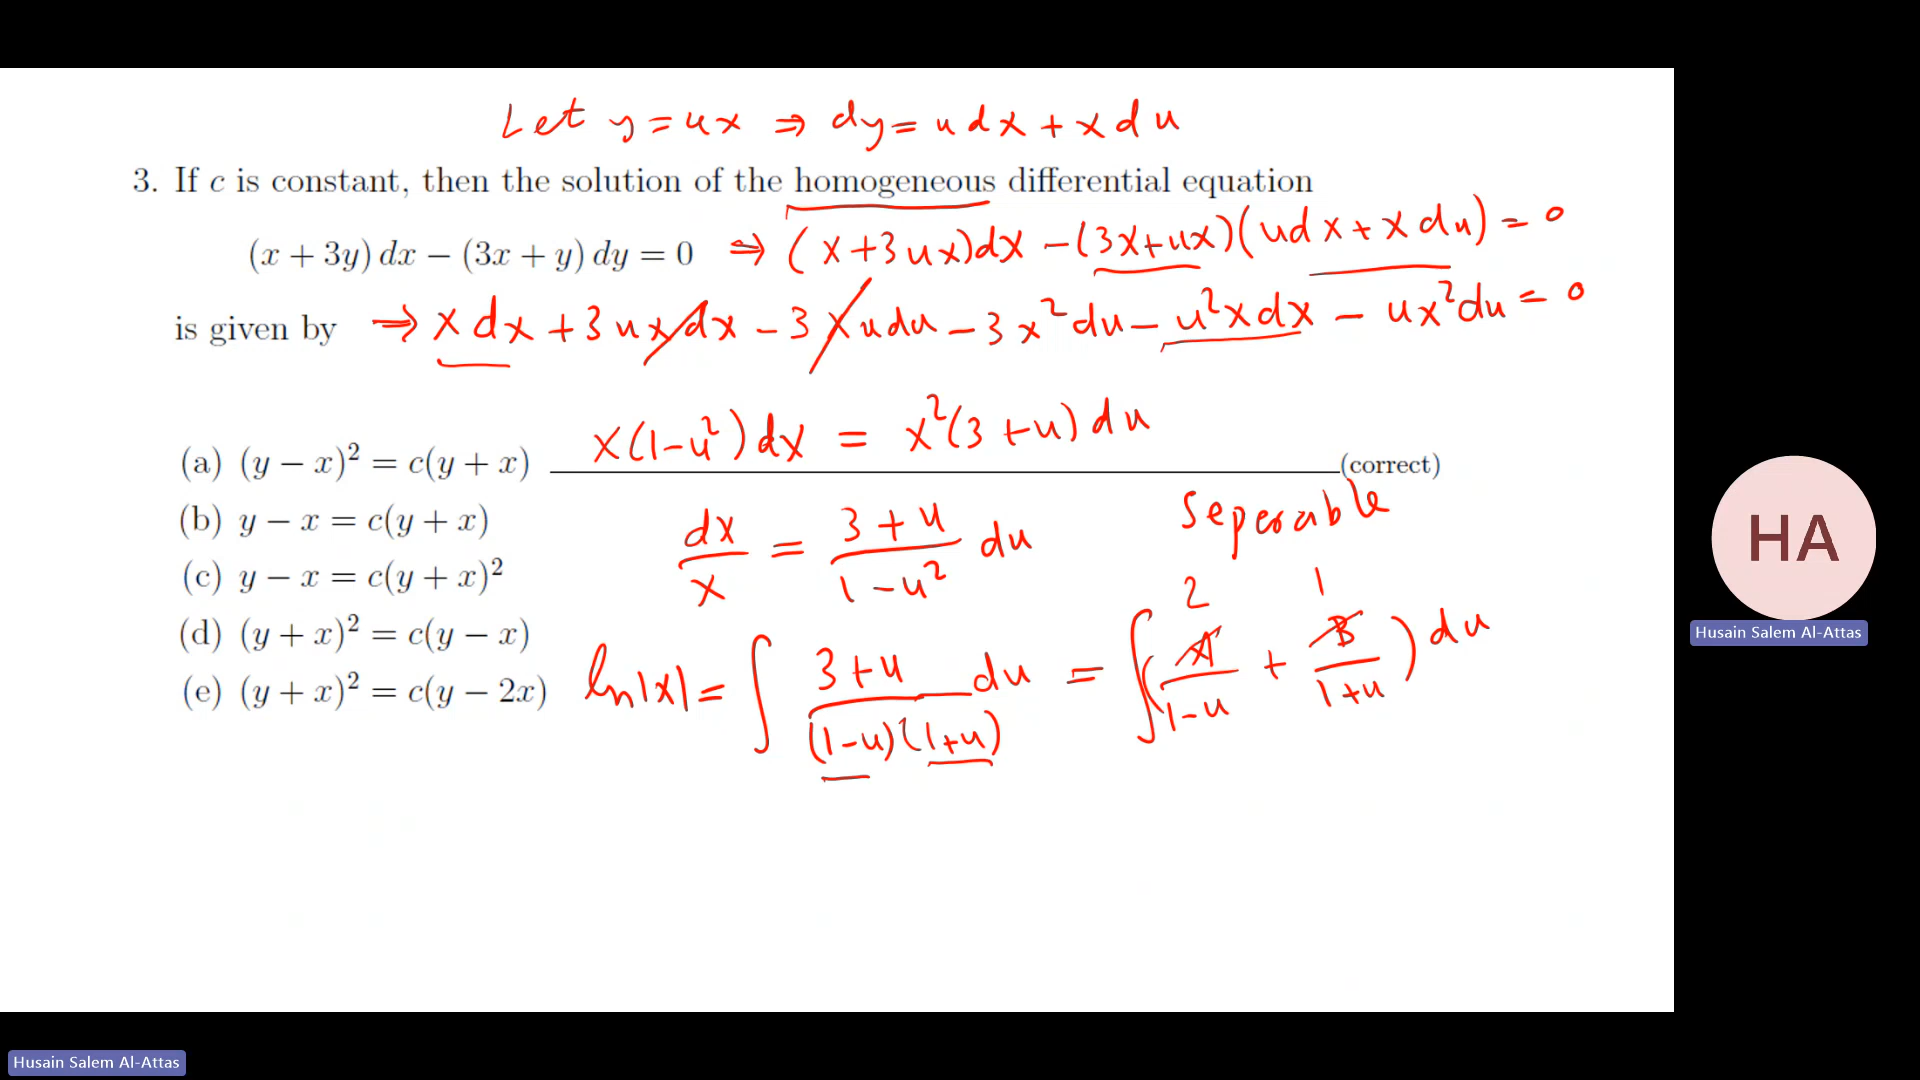 Let y = ux ⇒ dy = u dx + x du
3. If c is constant, then the solution of the homogeneous differential equation
(x + 3y) dx − (3x + y) dy = 0 ⇒ (x+3ux)dx −(3x+ux)(udx+xdu) = 0
is given by ⇒ x dx + 3ux dx − 3xu du − 3x² du − u²x dx − ux² du = 0
x(1−u²)dx = x²(3+u) du
(a) (y − x)² = c(y + x) (correct)
(b) y − x = c(y + x)
dx/x = (3+u)/(1−u²) du Seperable
(c) y − x = c(y + x)²
(d) (y + x)² = c(y − x)
2 1
ln|x| = ∫ (3+u)/((1−u)(1+u)) du = ∫(A/(1−u) + B/(1+u)) du
(e) (y + x)² = c(y − 2x)
HA
Husain Salem Al-Attas
Husain Salem Al-Attas